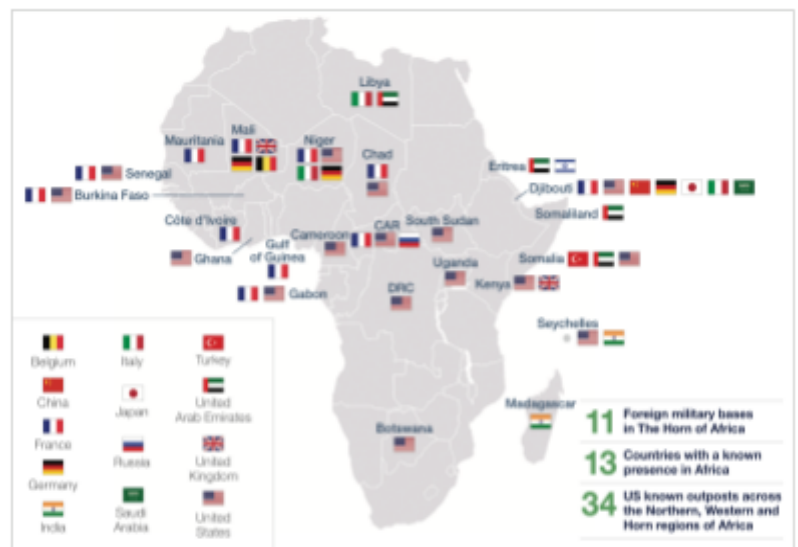 Libya
Mauritania
Mali
Niger
Chad
Senegal
Burkina Faso
Eritrea
Djibouti
Somaliland
Côte d'Ivoire
Ghana
Gulf
of Guinea
Cameroon
CAR
South Sudan
Gabon
DRC
Uganda
Kenya
Somalia
Seychelles
Madagascar
Botswana
Belgium
Italy
Turkey
China
Japan
United
Arab Emirates
France
Russia
United
Kingdom
Germany
Saudi
Arabia
United
States
India
11 Foreign military bases
in The Horn of Africa
13 Countries with a known
presence in Africa
34 US known outposts across
the Northern, Western and
Horn regions of Africa